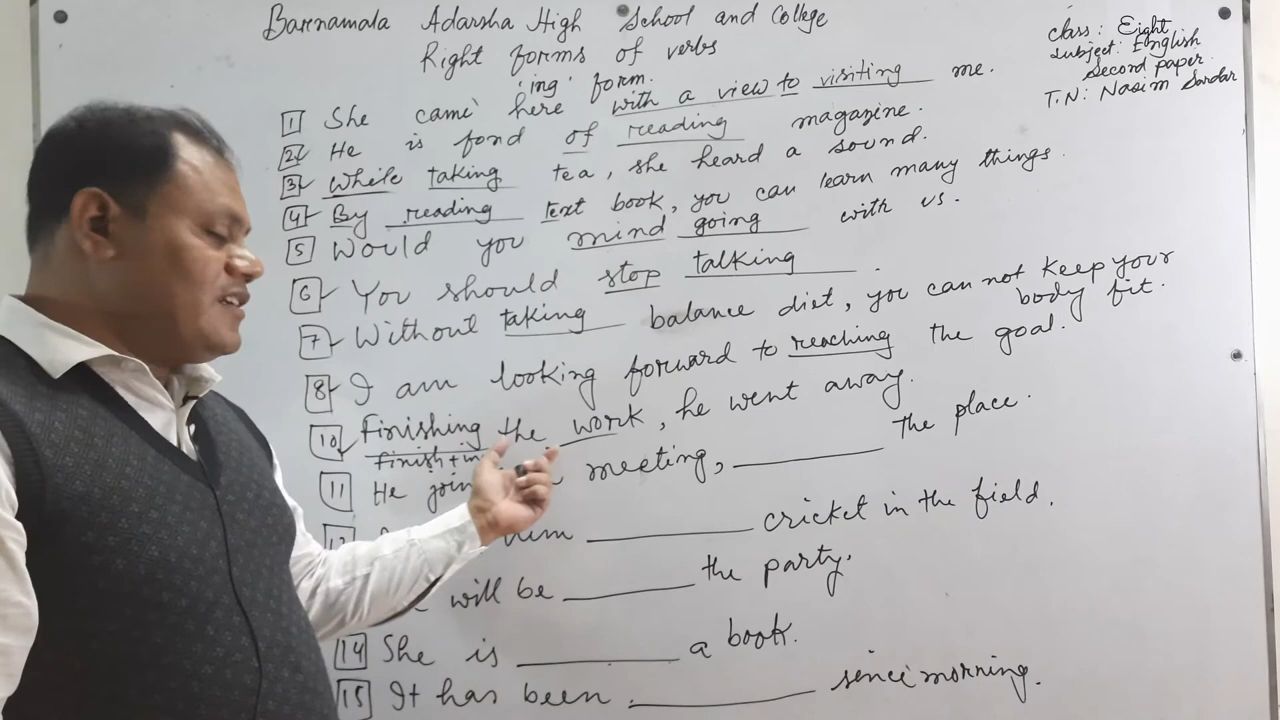 Barnamala Adarsha High School and College
Right forms of verbs
'ing' form.
class: Eight
subject: English
second paper
T.N: Nasim Sardar
1 She came here with a view to visiting me.
2 He is fond of reading magazine.
3 While taking tea, she heard a sound.
4 By reading text book, you can learn many things.
5 Would you mind going with us.
6 You should stop talking.
7 Without taking balance diet, you can not keep your
body fit.
8 I am looking forward to reaching the goal.
10 Finishing the work, he went away.
finish+in
11 He join meeting, the place.
him cricket in the field.
will be the party.
14 She is a book.
15 It has been since morning.